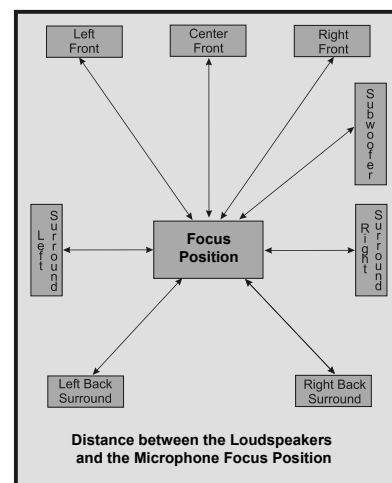 Left
Front
Center
Front
Right
Front
Subwoofer
Left
Surround
Focus
Position
Right
Surround
Left Back
Surround
Right Back
Surround
Distance between the Loudspeakers
and the Microphone Focus Position